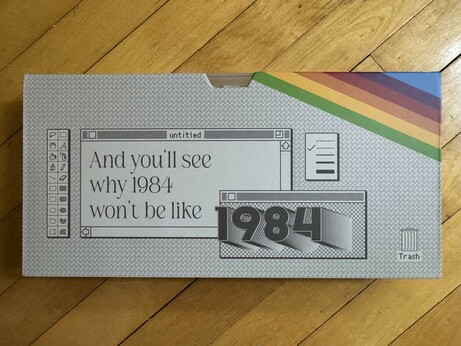 untitled
And you'll see
why 1984
won't be like
1984
Trash